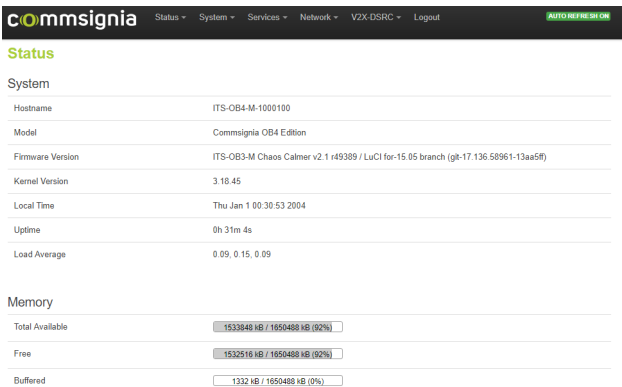 commsignia Status System Services Network V2X-DSRC Logout AUTO REFRESH ON
Status
System
Hostname ITS-OB4-M-1000100
Model Commsignia OB4 Edition
Firmware Version ITS-OB3-M Chaos Calmer v2.1 r49389 / LuCI for-15.05 branch (git-17.136.58961-13aa5ff)
Kernel Version 3.18.45
Local Time Thu Jan 1 00:30:53 2004
Uptime 0h 31m 4s
Load Average 0.09, 0.15, 0.09
Memory
Total Available 1533848 kB / 1650488 kB (92%)
Free 1532516 kB / 1650488 kB (92%)
Buffered 1332 kB / 1650488 kB (0%)